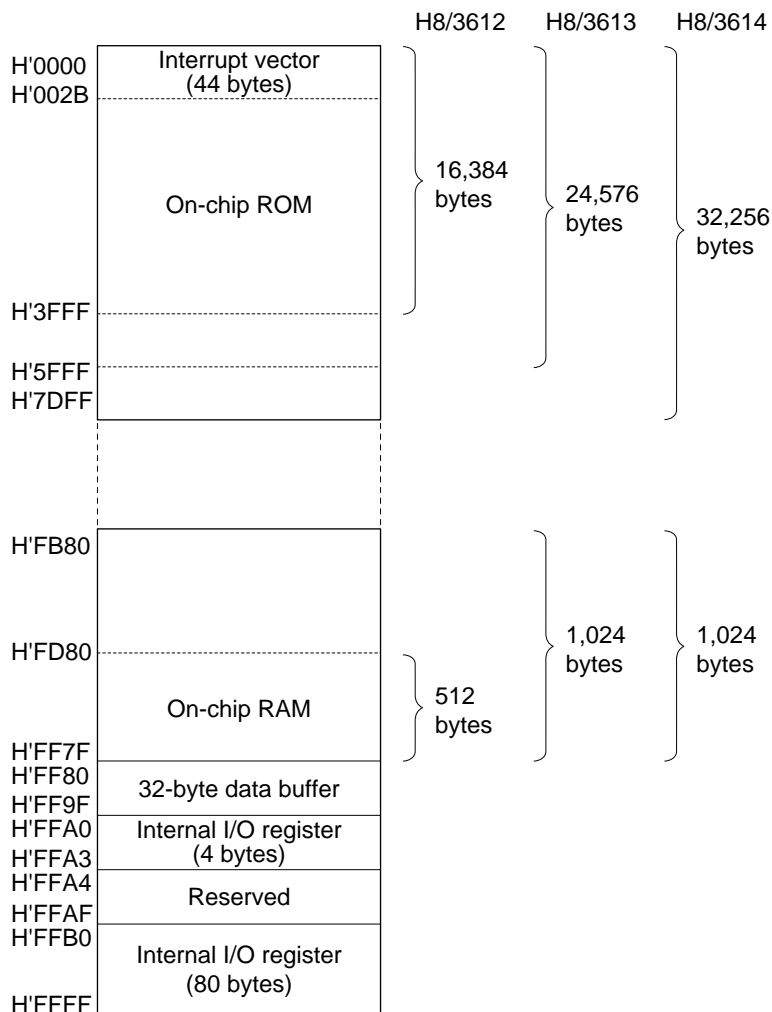 H8/3612 H8/3613 H8/3614
H'0000
Interrupt vector
(44 bytes)
H'002B
On-chip ROM
16,384
bytes
24,576
bytes
32,256
bytes
H'3FFF
H'5FFF
H'7DFF
H'FB80
H'FD80
1,024
bytes
1,024
bytes
On-chip RAM
512
bytes
H'FF7F
H'FF80
32-byte data buffer
H'FF9F
H'FFA0
Internal I/O register
(4 bytes)
H'FFA3
H'FFA4
Reserved
H'FFAF
H'FFB0
Internal I/O register
(80 bytes)
H'FFFF